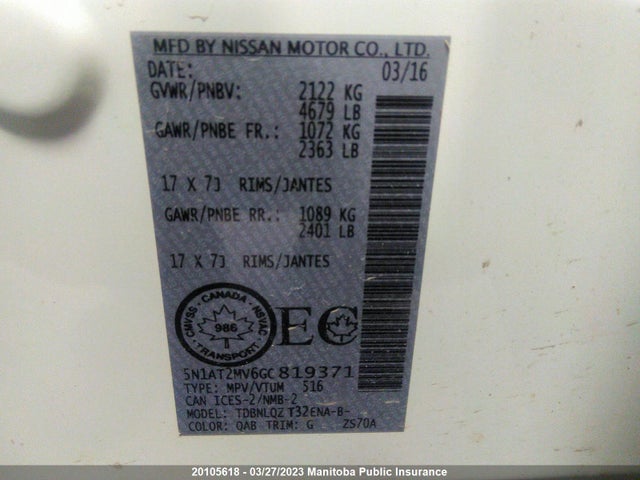 MFD BY NISSAN MOTOR CO., LTD.
DATE: 03/16
GVWR/PNBV: 2122 KG
4679 LB
GAWR/PNBE FR.: 1072 KG
2363 LB
17 X 7J RIMS/JANTES
GAWR/PNBE RR.: 1089 KG
2401 LB
17 X 7J RIMS/JANTES
CANADA
CMVSS NSVAC
986
EC
5N1AT2MV6GC819371
TYPE: MPV/VTUM 516
CAN ICES-2/NMB-2
MODEL: TDBNLQZ T32ENA-B-
COLOR: QAB TRIM: G ZS70A
20105618 - 03/27/2023 Manitoba Public Insurance